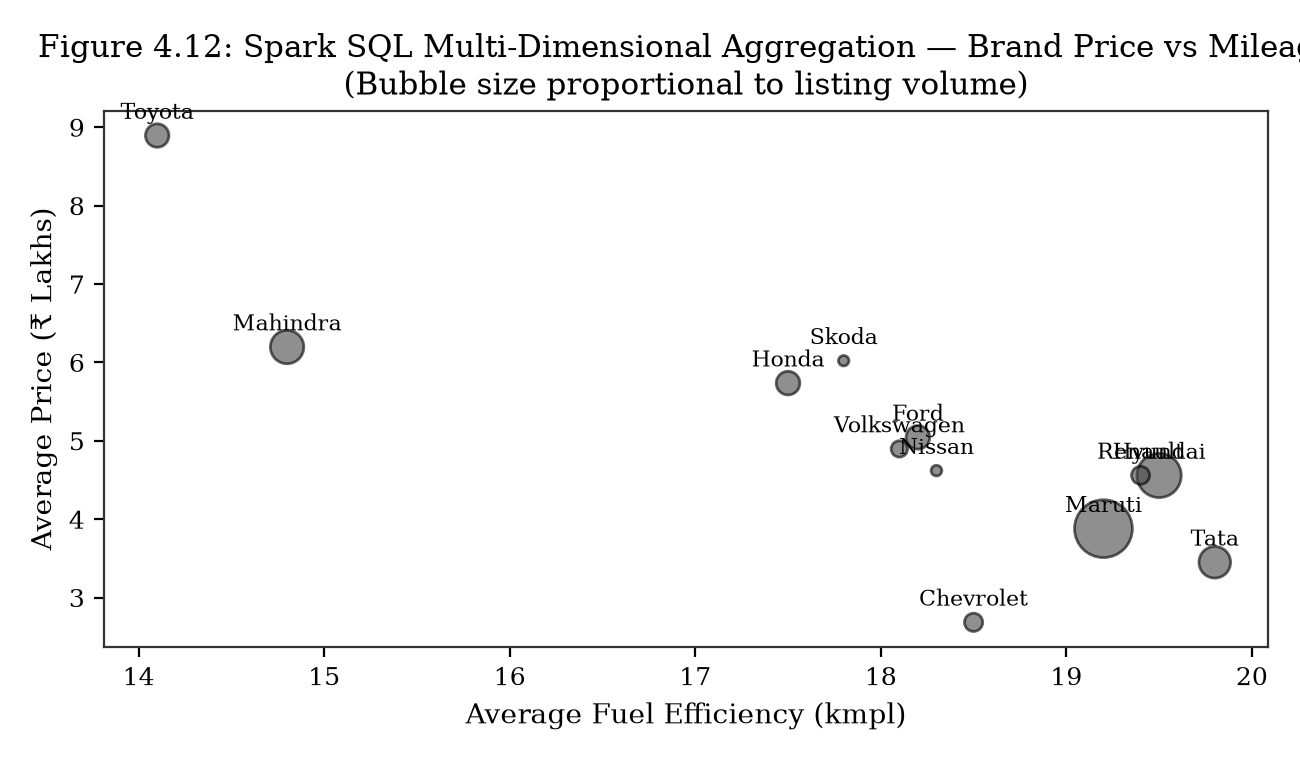 Figure 4.12: Spark SQL Multi-Dimensional Aggregation — Brand Price vs Mileag
(Bubble size proportional to listing volume)
Toyota
9
8
7
Mahindra
Skoda
Honda
6
Ford
Volkswagen
5
Nissan
Renault
Hyundai
Maruti
4
Tata
Chevrolet
3
Average Price (₹ Lakhs)
14
15
16
17
18
19
20
Average Fuel Efficiency (kmpl)